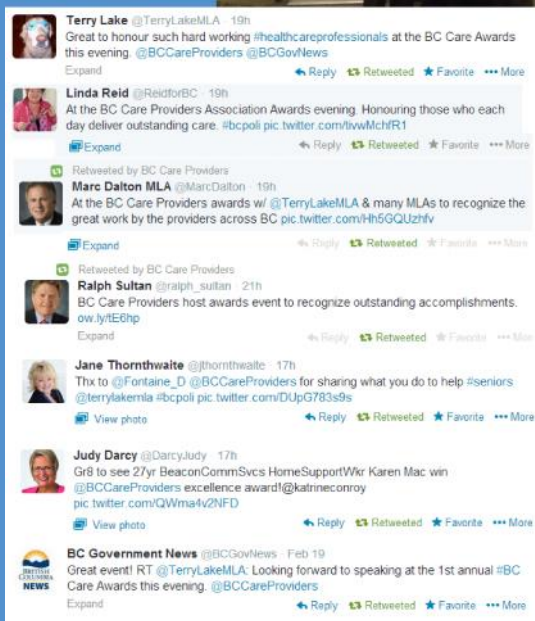 Terry Lake @TerryLakeMLA · 19h
Great to honour such hard working #healthcareprofessionals at the BC Care Awards
this evening. @BCCareProviders @BCGovNews
Expand Reply Retweeted Favorite More
Linda Reid @ReidforBC · 19h
At the BC Care Providers Association Awards evening. Honouring those who each
day deliver outstanding care. #bcpoli pic.twitter.com/tivwMchfR1
Expand Reply Retweeted Favorite More
Retweeted by BC Care Providers
Marc Dalton MLA @MarcDalton · 19h
At the BC Care Providers awards w/ @TerryLakeMLA & many MLAs to recognize the
great work by the providers across BC pic.twitter.com/Hh5GQUzhfv
Expand Reply Retweeted Favorite More
Retweeted by BC Care Providers
Ralph Sultan @ralph_sultan · 21h
BC Care Providers host awards event to recognize outstanding accomplishments.
ow.ly/tE6hp
Expand Reply Retweeted Favorite More
Jane Thornthwaite @jthornthwaite · 17h
Thx to @Fontaine_D @BCCareProviders for sharing what you do to help #seniors
@terrylakemla #bcpoli pic.twitter.com/DUpG783s9s
View photo Reply Retweeted Favorite More
Judy Darcy @DarcyJudy · 17h
Gr8 to see 27yr BeaconCommSvcs HomeSupportWkr Karen Mac win
@BCCareProviders excellence award!@katrineconroy
pic.twitter.com/QWma4v2NFD
View photo Reply Retweeted Favorite More
BRITISH COLUMBIA NEWS
BC Government News @BCGovNews · Feb 19
Great event! RT @TerryLakeMLA: Looking forward to speaking at the 1st annual #BC
Care Awards this evening. @BCCareProviders
Expand Reply Retweeted Favorite More